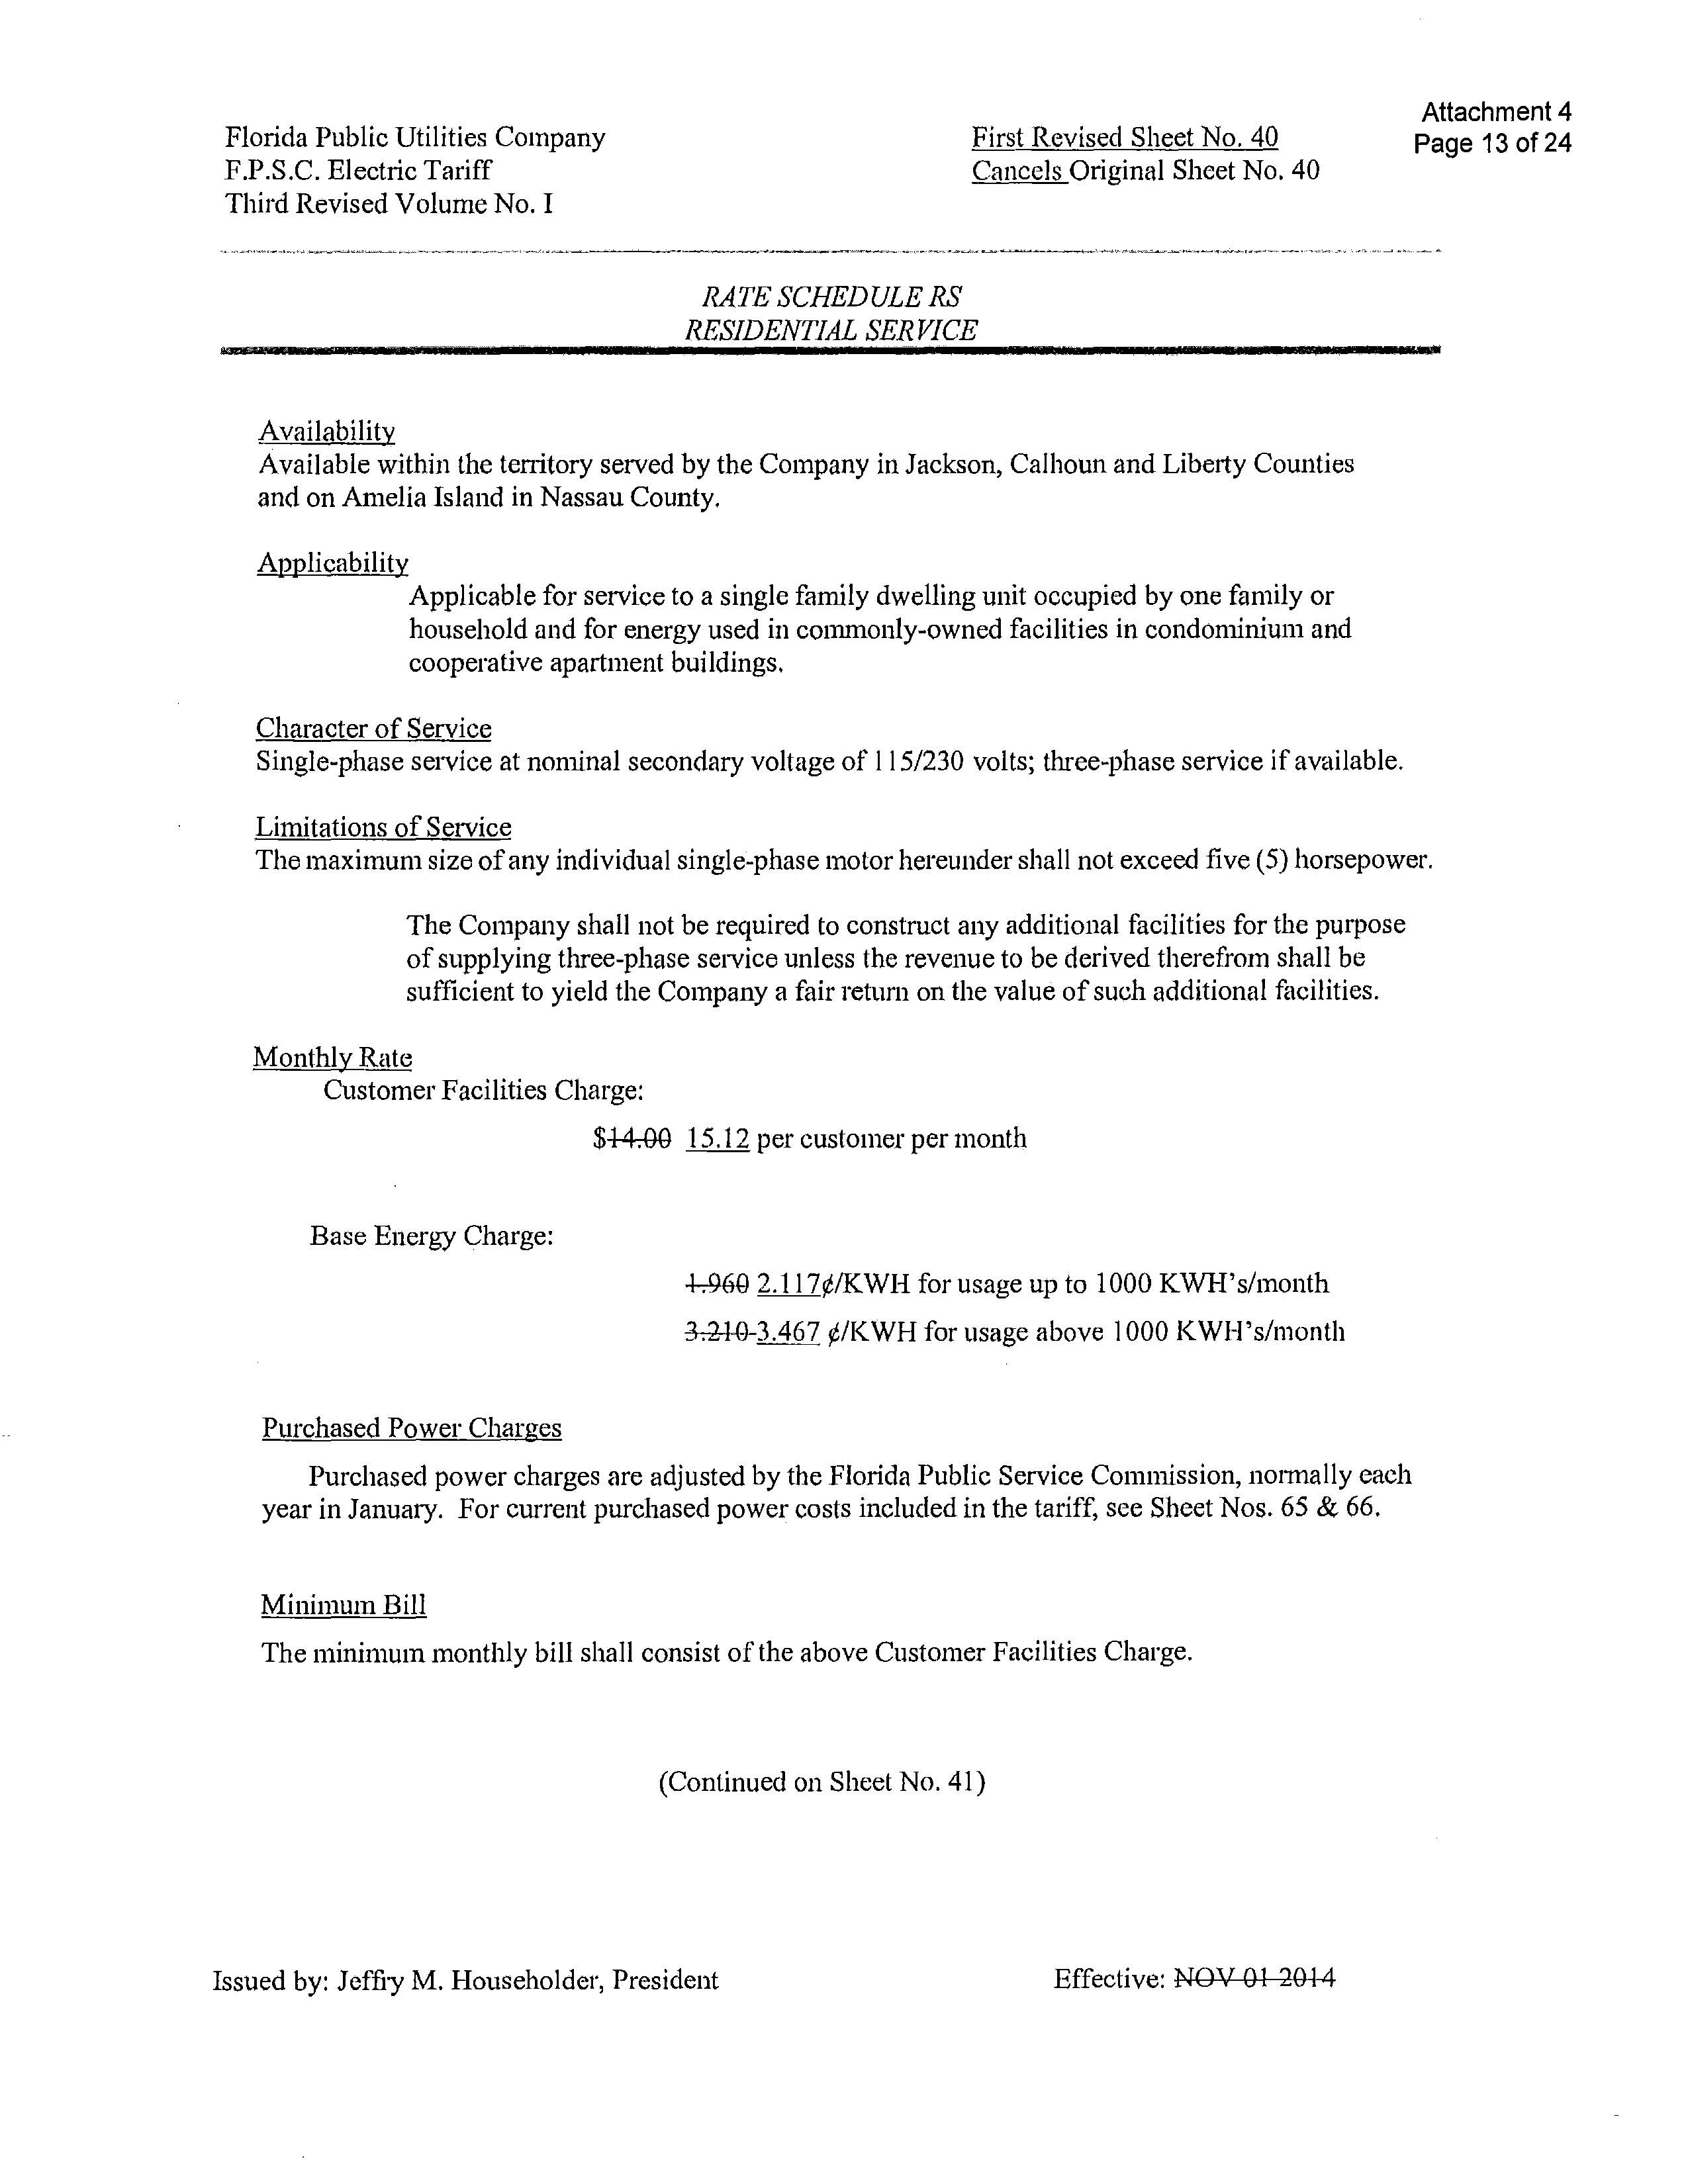 Attachment 4
Florida Public Utilities Company First Revised Sheet No. 40 Page 13 of 24
F.P.S.C. Electric Tariff Cancels Original Sheet No. 40
Third Revised Volume No. I
RATE SCHEDULE RS
RESIDENTIAL SERVICE
Availability
Available within the territory served by the Company in Jackson, Calhoun and Liberty Counties
and on Amelia Island in Nassau County.
Applicability
Applicable for service to a single family dwelling unit occupied by one family or
household and for energy used in commonly-owned facilities in condominium and
cooperative apartment buildings.
Character of Service
Single-phase service at nominal secondary voltage of 115/230 volts; three-phase service if available.
Limitations of Service
The maximum size of any individual single-phase motor hereunder shall not exceed five (5) horsepower.
The Company shall not be required to construct any additional facilities for the purpose
of supplying three-phase service unless the revenue to be derived therefrom shall be
sufficient to yield the Company a fair return on the value of such additional facilities.
Monthly Rate
Customer Facilities Charge:
$14.00 15.12 per customer per month
Base Energy Charge:
1.960 2.117¢/KWH for usage up to 1000 KWH's/month
3.210 3.467 ¢/KWH for usage above 1000 KWH's/month
Purchased Power Charges
Purchased power charges are adjusted by the Florida Public Service Commission, normally each
year in January. For current purchased power costs included in the tariff, see Sheet Nos. 65 & 66.
Minimum Bill
The minimum monthly bill shall consist of the above Customer Facilities Charge.
(Continued on Sheet No. 41)
Issued by: Jeffry M. Householder, President Effective: NOV 01 2014